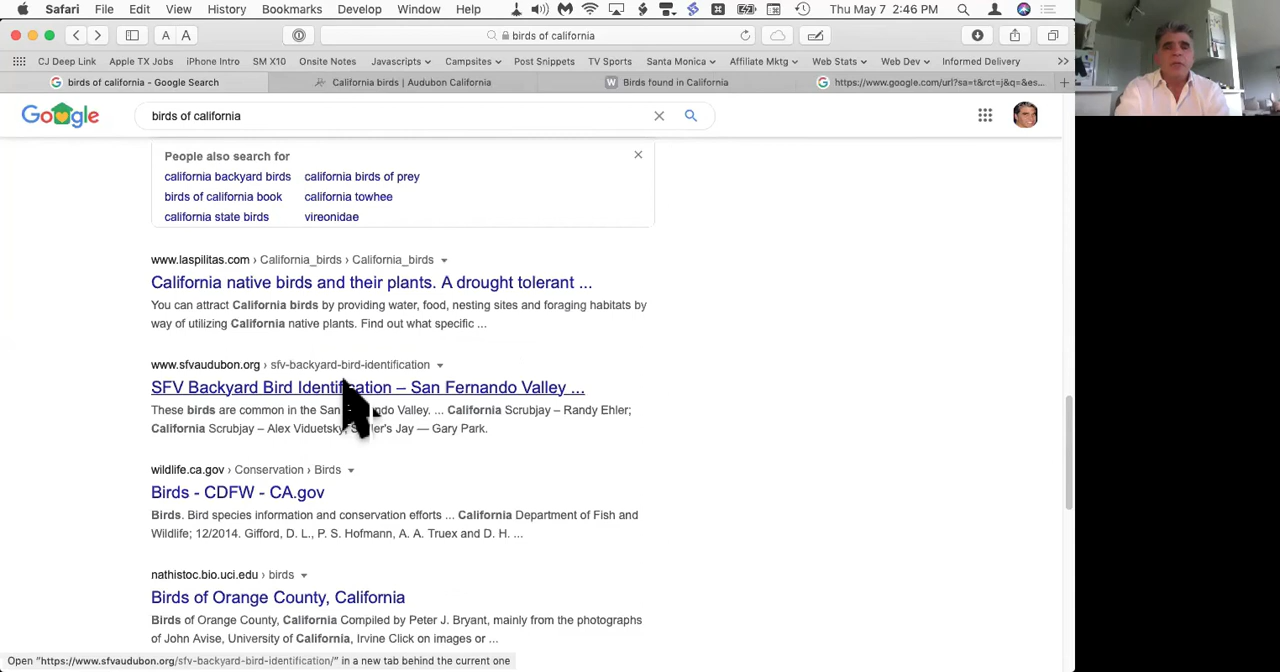 Safari File Edit View History Bookmarks Develop Window Help Thu May 7 2:46 PM
A A birds of california
CJ Deep Link Apple TX Jobs iPhone Intro SM X10 Onsite Notes Javascripts Campsites Post Snippets TV Sports Santa Monica Affiliate Mktg Web Stats Web Dev Informed Delivery >>
birds of california - Google Search California birds | Audubon California W Birds found in California https://www.google.com/url?sa=t&rct=j&q=&es... +
Google birds of california
People also search for
california backyard birds california birds of prey
birds of california book california towhee
california state birds vireonidae
www.laspilitas.com › California_birds › California_birds
California native birds and their plants. A drought tolerant ...
You can attract California birds by providing water, food, nesting sites and foraging habitats by
way of utilizing California native plants. Find out what specific ...
www.sfvaudubon.org › sfv-backyard-bird-identification
SFV Backyard Bird Identification – San Fernando Valley ...
These birds are common in the San Valley. ... California Scrubjay – Randy Ehler;
California Scrubjay – Alex Viduetsky; Jay — Gary Park.
wildlife.ca.gov › Conservation › Birds
Birds - CDFW - CA.gov
Birds. Bird species information and conservation efforts ... California Department of Fish and
Wildlife; 12/2014. Gifford, D. L., P. S. Hofmann, A. A. Truex and D. H. ...
nathistoc.bio.uci.edu › birds
Birds of Orange County, California
Birds of Orange County, California Compiled by Peter J. Bryant, mainly from the photographs
of John Avise, University of California, Irvine Click on images or ...
Open "https://www.sfvaudubon.org/sfv-backyard-bird-identification/" in a new tab behind the current one